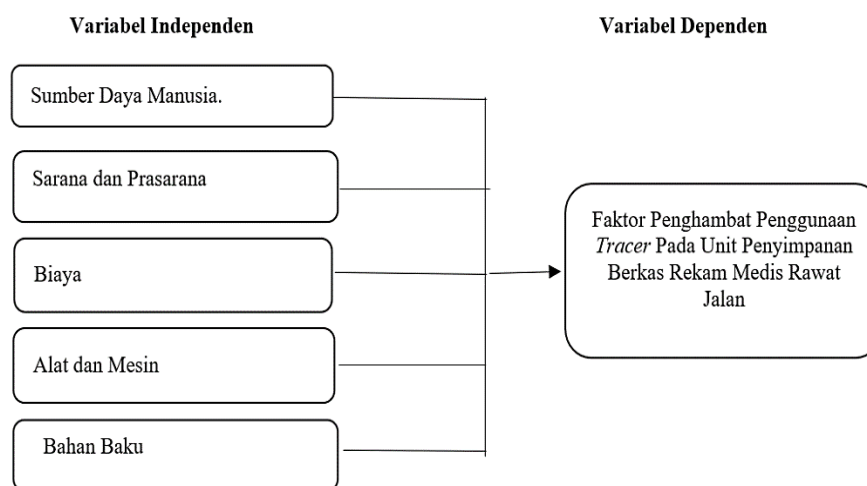 Variabel Independen
Variabel Dependen
Sumber Daya Manusia.
Sarana dan Prasarana
Biaya
Alat dan Mesin
Bahan Baku
Faktor Penghambat Penggunaan
Tracer Pada Unit Penyimpanan
Berkas Rekam Medis Rawat
Jalan